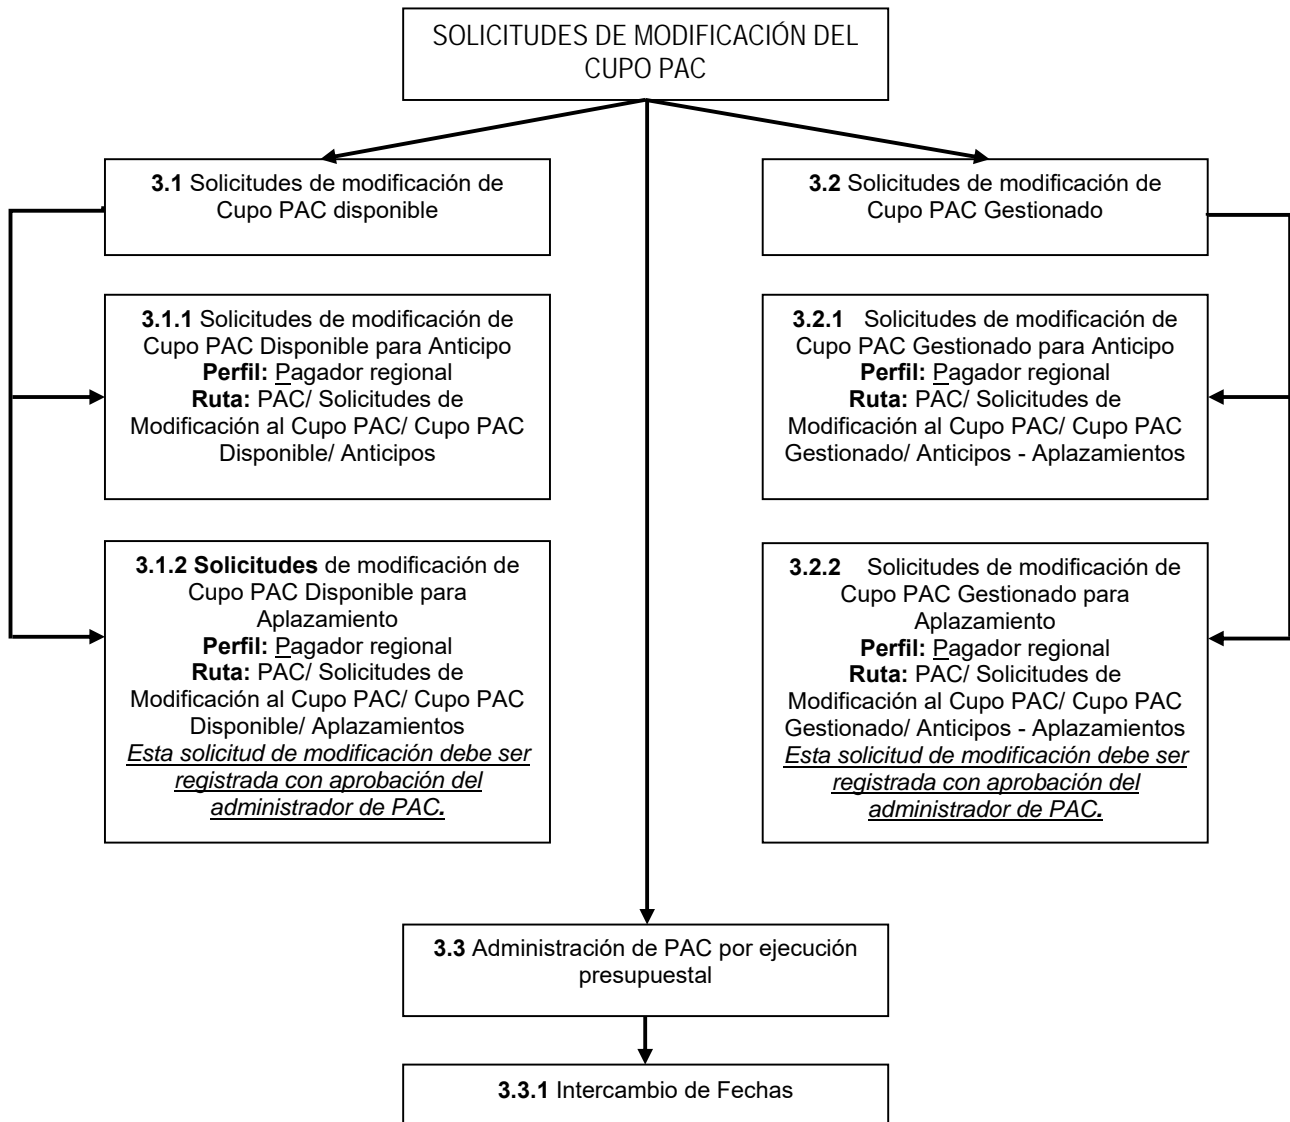 SOLICITUDES DE MODIFICACIÓN DEL
CUPO PAC
3.1 Solicitudes de modificación de
Cupo PAC disponible
3.2 Solicitudes de modificación de
Cupo PAC Gestionado
3.1.1 Solicitudes de modificación de
Cupo PAC Disponible para Anticipo
Perfil: Pagador regional
Ruta: PAC/ Solicitudes de
Modificación al Cupo PAC/ Cupo PAC
Disponible/ Anticipos
3.2.1 Solicitudes de modificación de
Cupo PAC Gestionado para Anticipo
Perfil: Pagador regional
Ruta: PAC/ Solicitudes de
Modificación al Cupo PAC/ Cupo PAC
Gestionado/ Anticipos - Aplazamientos
3.1.2 Solicitudes de modificación de
Cupo PAC Disponible para
Aplazamiento
Perfil: Pagador regional
Ruta: PAC/ Solicitudes de
Modificación al Cupo PAC/ Cupo PAC
Disponible/ Aplazamientos
Esta solicitud de modificación debe ser
registrada con aprobación del
administrador de PAC.
3.2.2 Solicitudes de modificación de
Cupo PAC Gestionado para
Aplazamiento
Perfil: Pagador regional
Ruta: PAC/ Solicitudes de
Modificación al Cupo PAC/ Cupo PAC
Gestionado/ Anticipos - Aplazamientos
Esta solicitud de modificación debe ser
registrada con aprobación del
administrador de PAC.
3.3 Administración de PAC por ejecución
presupuestal
3.3.1 Intercambio de Fechas